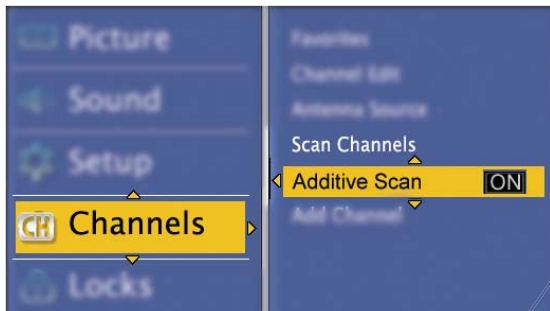 Picture
Sound
Setup
CH Channels
Locks
Favorites
Channel Edit
Antenna Source
Scan Channels
Additive Scan ON
Add Channel